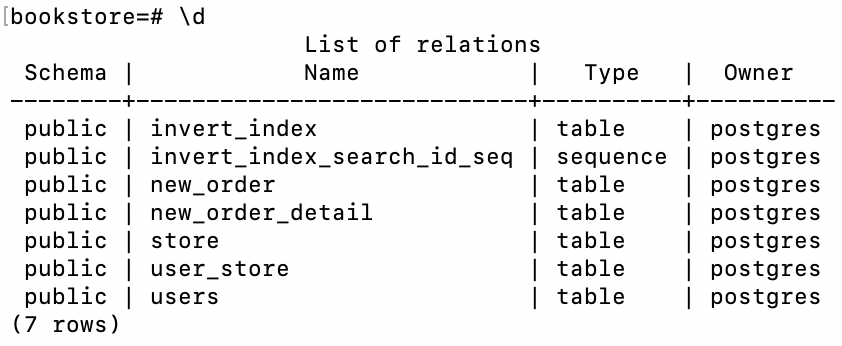 [bookstore=# \d
List of relations
Schema | Name | Type | Owner
--------+-----------------------------+----------+----------
public | invert_index | table | postgres
public | invert_index_search_id_seq | sequence | postgres
public | new_order | table | postgres
public | new_order_detail | table | postgres
public | store | table | postgres
public | user_store | table | postgres
public | users | table | postgres
(7 rows)